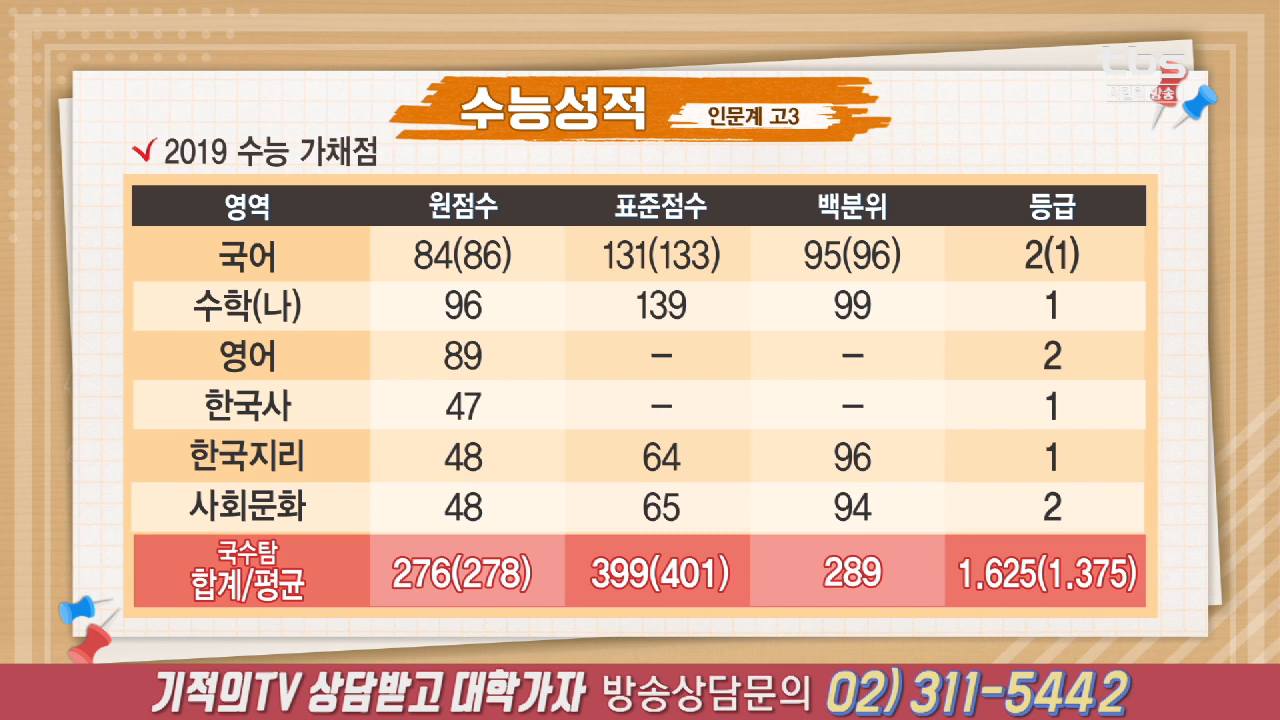 tbs
수능성적 인문계 고3
2019 수능 가채점
영역 원점수 표준점수 백분위 등급
국어 84(86) 131(133) 95(96) 2(1)
수학(나) 96 139 99 1
영어 89 – – 2
한국사 47 – – 1
한국지리 48 64 96 1
사회문화 48 65 94 2
국수탐
합계/평균 276(278) 399(401) 289 1.625(1.375)
기적의TV 상담받고 대학가자 방송상담문의 02) 311-5442